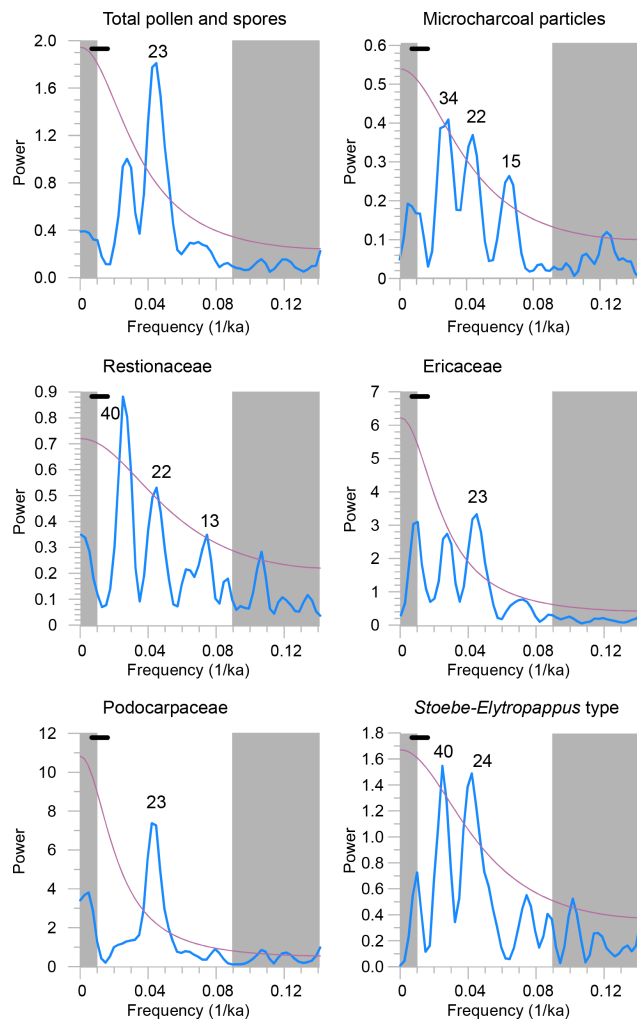 Total pollen and spores
2.0
1.6
1.2
0.8
0.4
0.0
Power
23
0 0.04 0.08 0.12
Frequency (1/ka)
Microcharcoal particles
0.6
0.5
0.4
0.3
0.2
0.1
0
Power
34
22
15
0 0.04 0.08 0.12
Frequency (1/ka)
Restionaceae
0.9
0.8
0.7
0.6
0.5
0.4
0.3
0.2
0.1
0
Power
40
22
13
0 0.04 0.08 0.12
Frequency (1/ka)
Ericaceae
7
6
5
4
3
2
1
0
Power
23
0 0.04 0.08 0.12
Frequency (1/ka)
Podocarpaceae
12
10
8
6
4
2
0
Power
23
0 0.04 0.08 0.12
Frequency (1/ka)
Stoebe-Elytropappus type
1.8
1.6
1.4
1.2
1.0
0.8
0.6
0.4
0.2
0.0
Power
40
24
0 0.04 0.08 0.12
Frequency (1/ka)